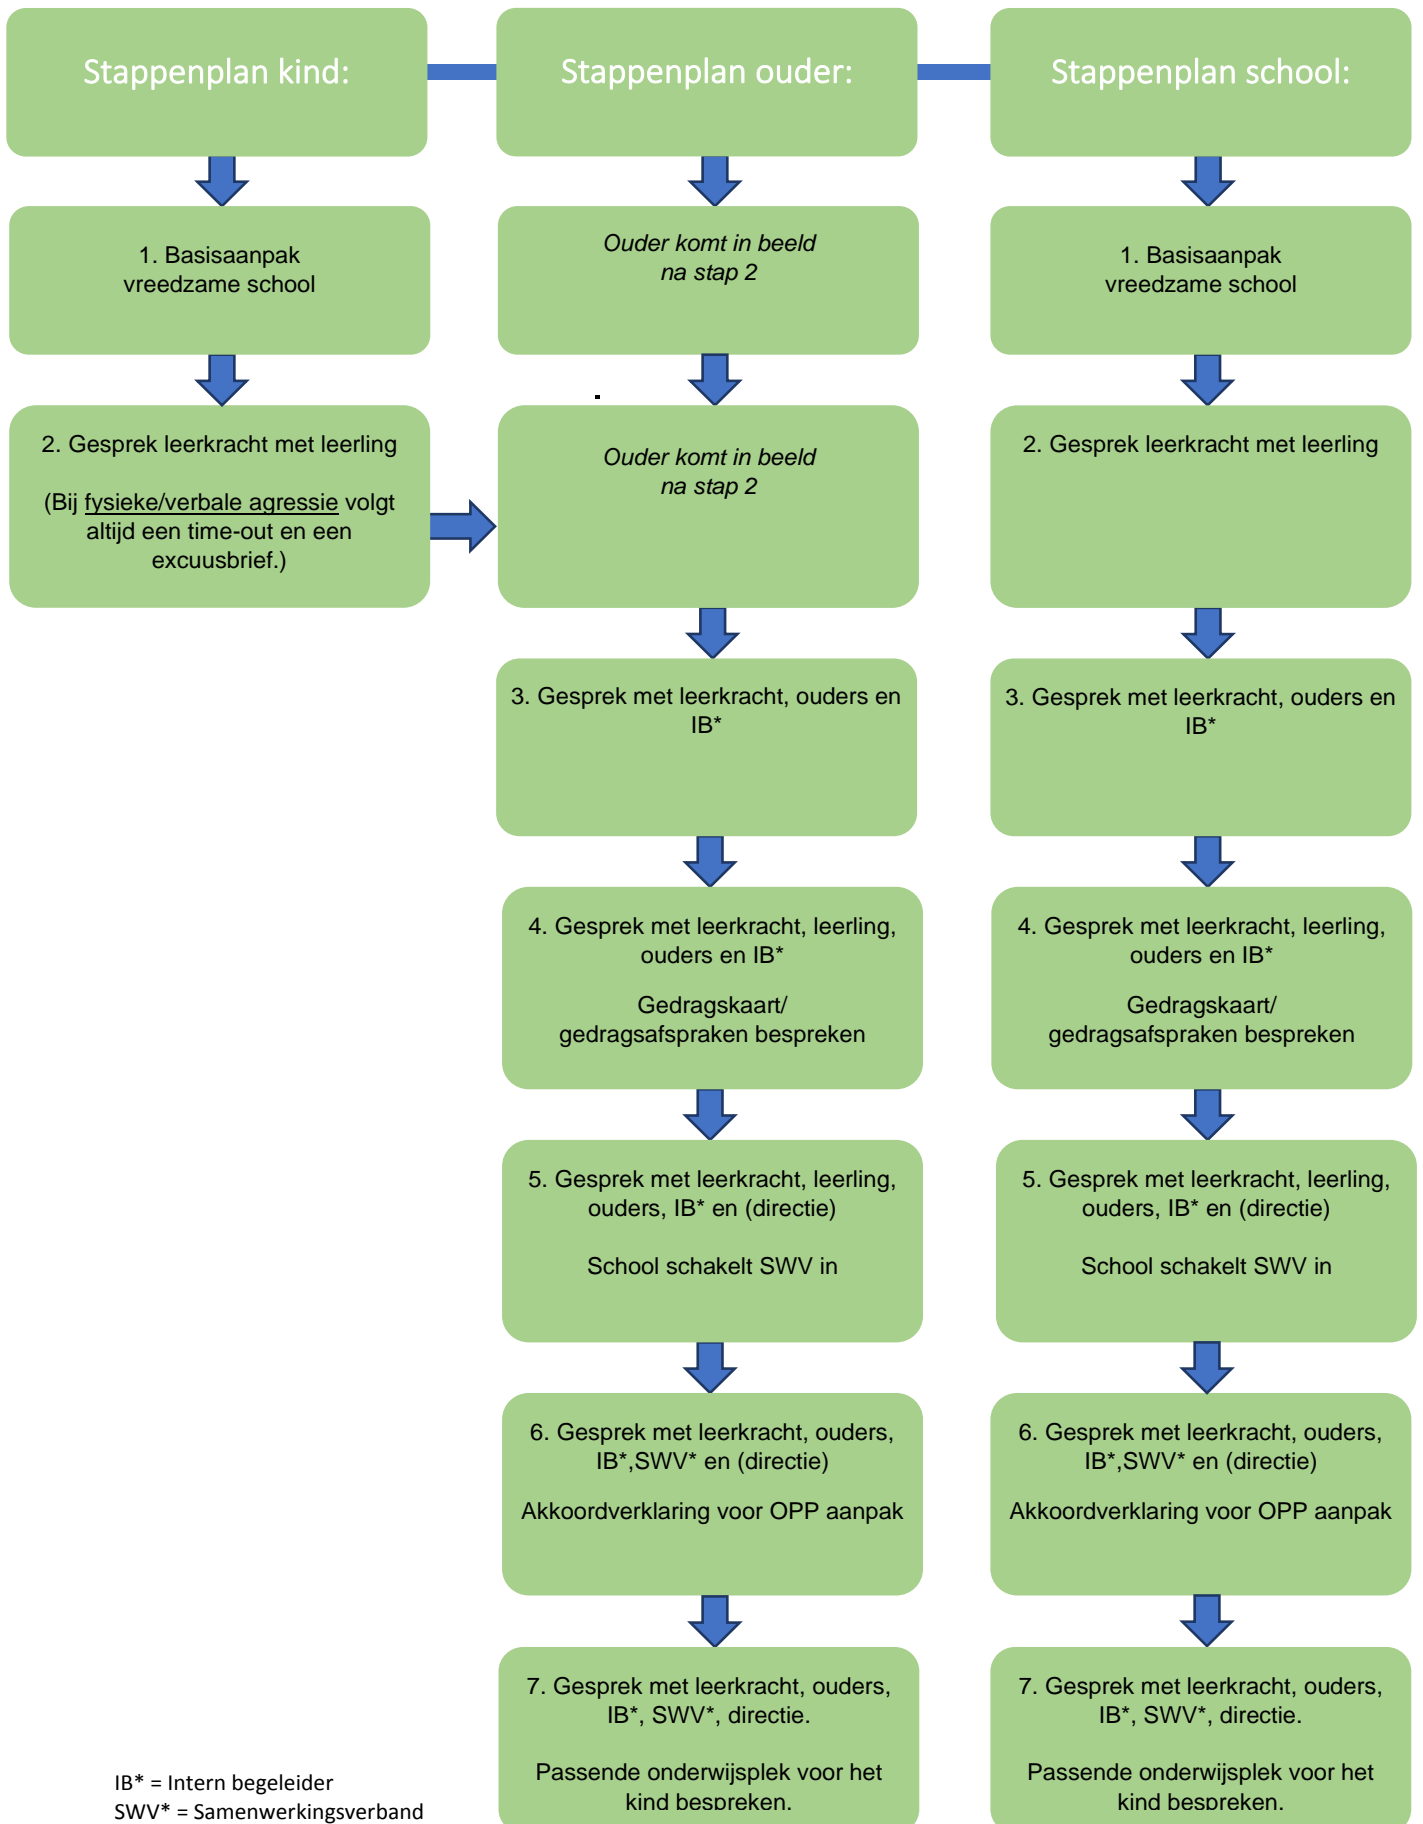 Stappenplan kind:
Stappenplan ouder:
Stappenplan school:
1. Basisaanpak
vreedzame school
Ouder komt in beeld
na stap 2
1. Basisaanpak
vreedzame school
2. Gesprek leerkracht met leerling
(Bij fysieke/verbale agressie volgt
altijd een time-out en een
excuusbrief.)
Ouder komt in beeld
na stap 2
2. Gesprek leerkracht met leerling
3. Gesprek met leerkracht, ouders en
IB*
3. Gesprek met leerkracht, ouders en
IB*
4. Gesprek met leerkracht, leerling,
ouders en IB*
Gedragskaart/
gedragsafspraken bespreken
4. Gesprek met leerkracht, leerling,
ouders en IB*
Gedragskaart/
gedragsafspraken bespreken
5. Gesprek met leerkracht, leerling,
ouders, IB* en (directie)
School schakelt SWV in
5. Gesprek met leerkracht, leerling,
ouders, IB* en (directie)
School schakelt SWV in
6. Gesprek met leerkracht, ouders,
IB*,SWV* en (directie)
Akkoordverklaring voor OPP aanpak
6. Gesprek met leerkracht, ouders,
IB*,SWV* en (directie)
Akkoordverklaring voor OPP aanpak
7. Gesprek met leerkracht, ouders,
IB*, SWV*, directie.
Passende onderwijsplek voor het
kind bespreken.
7. Gesprek met leerkracht, ouders,
IB*, SWV*, directie.
Passende onderwijsplek voor het
kind bespreken.
IB* = Intern begeleider
SWV* = Samenwerkingsverband